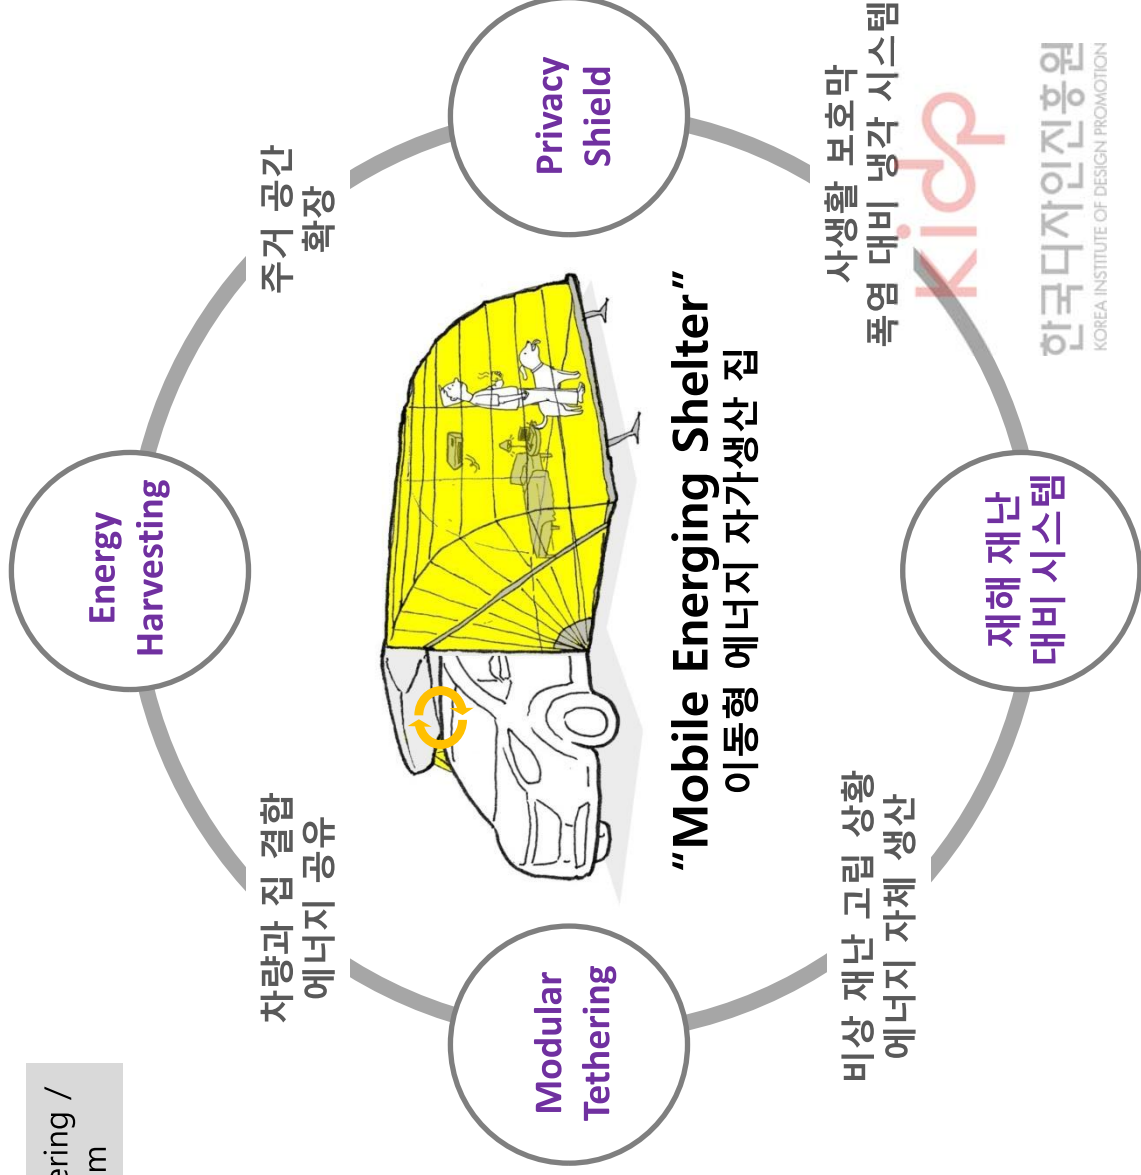 ering /
m
Energy
Harvesting
차량과 집 결합
에너지 공유
주거 공간
확장
Modular
Tethering
Privacy
Shield
“Mobile Energing Shelter”
이동형 에너지 자가생산 집
비상 재난 고립 상황
에너지 자체 생산
사생활 보호막
폭염 대비 냉각 시스템
재해 재난
대비 시스템
kidp
한국디자인진흥원
KOREA INSTITUTE OF DESIGN PROMOTION